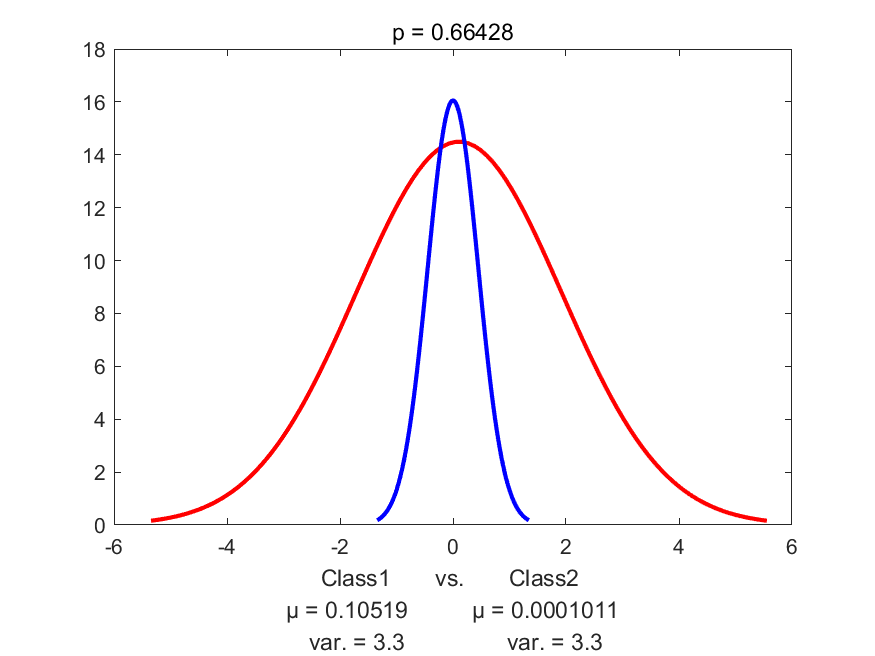 p = 0.66428
18
16
14
12
10
8
6
4
2
0
-6 -4 -2 0 2 4 6
Class1 vs. Class2
μ = 0.10519 μ = 0.0001011
var. = 3.3 var. = 3.3